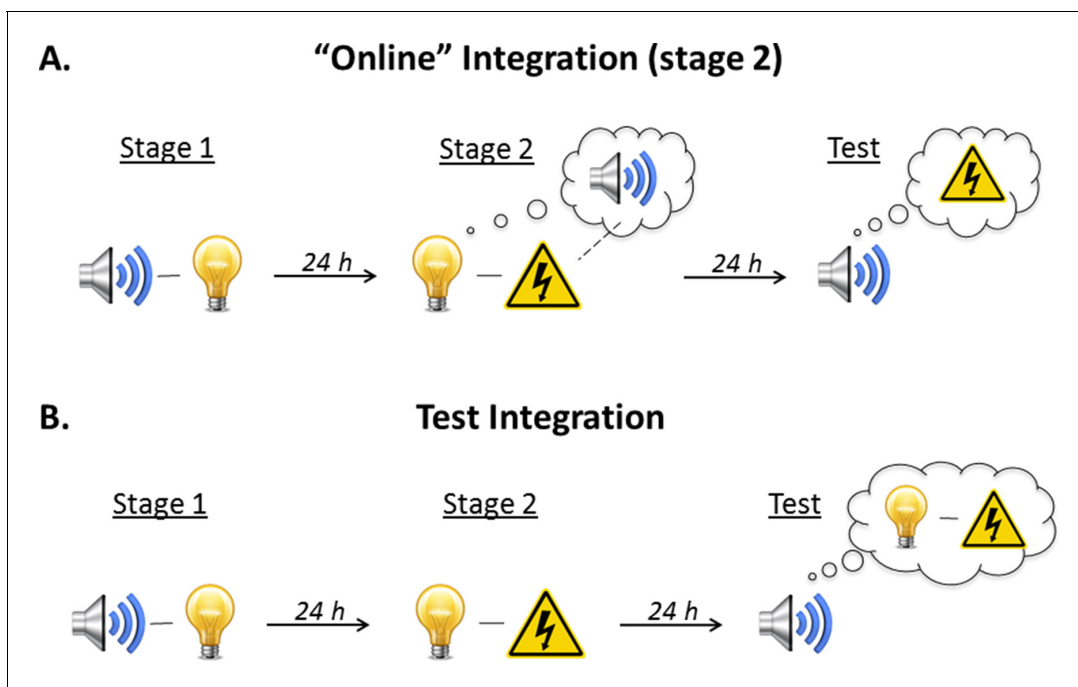 A. “Online” Integration (stage 2)
Stage 1 Stage 2 Test
24 h 24 h
B. Test Integration
Stage 1 Stage 2 Test
24 h 24 h